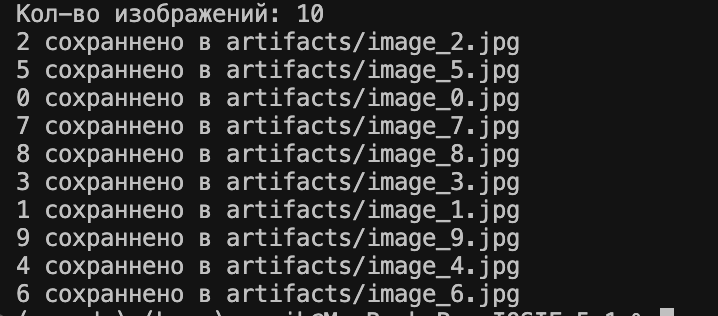 Кол-во изображений: 10
2 сохраннено в artifacts/image_2.jpg
5 сохраннено в artifacts/image_5.jpg
0 сохраннено в artifacts/image_0.jpg
7 сохраннено в artifacts/image_7.jpg
8 сохраннено в artifacts/image_8.jpg
3 сохраннено в artifacts/image_3.jpg
1 сохраннено в artifacts/image_1.jpg
9 сохраннено в artifacts/image_9.jpg
4 сохраннено в artifacts/image_4.jpg
6 сохраннено в artifacts/image_6.jpg